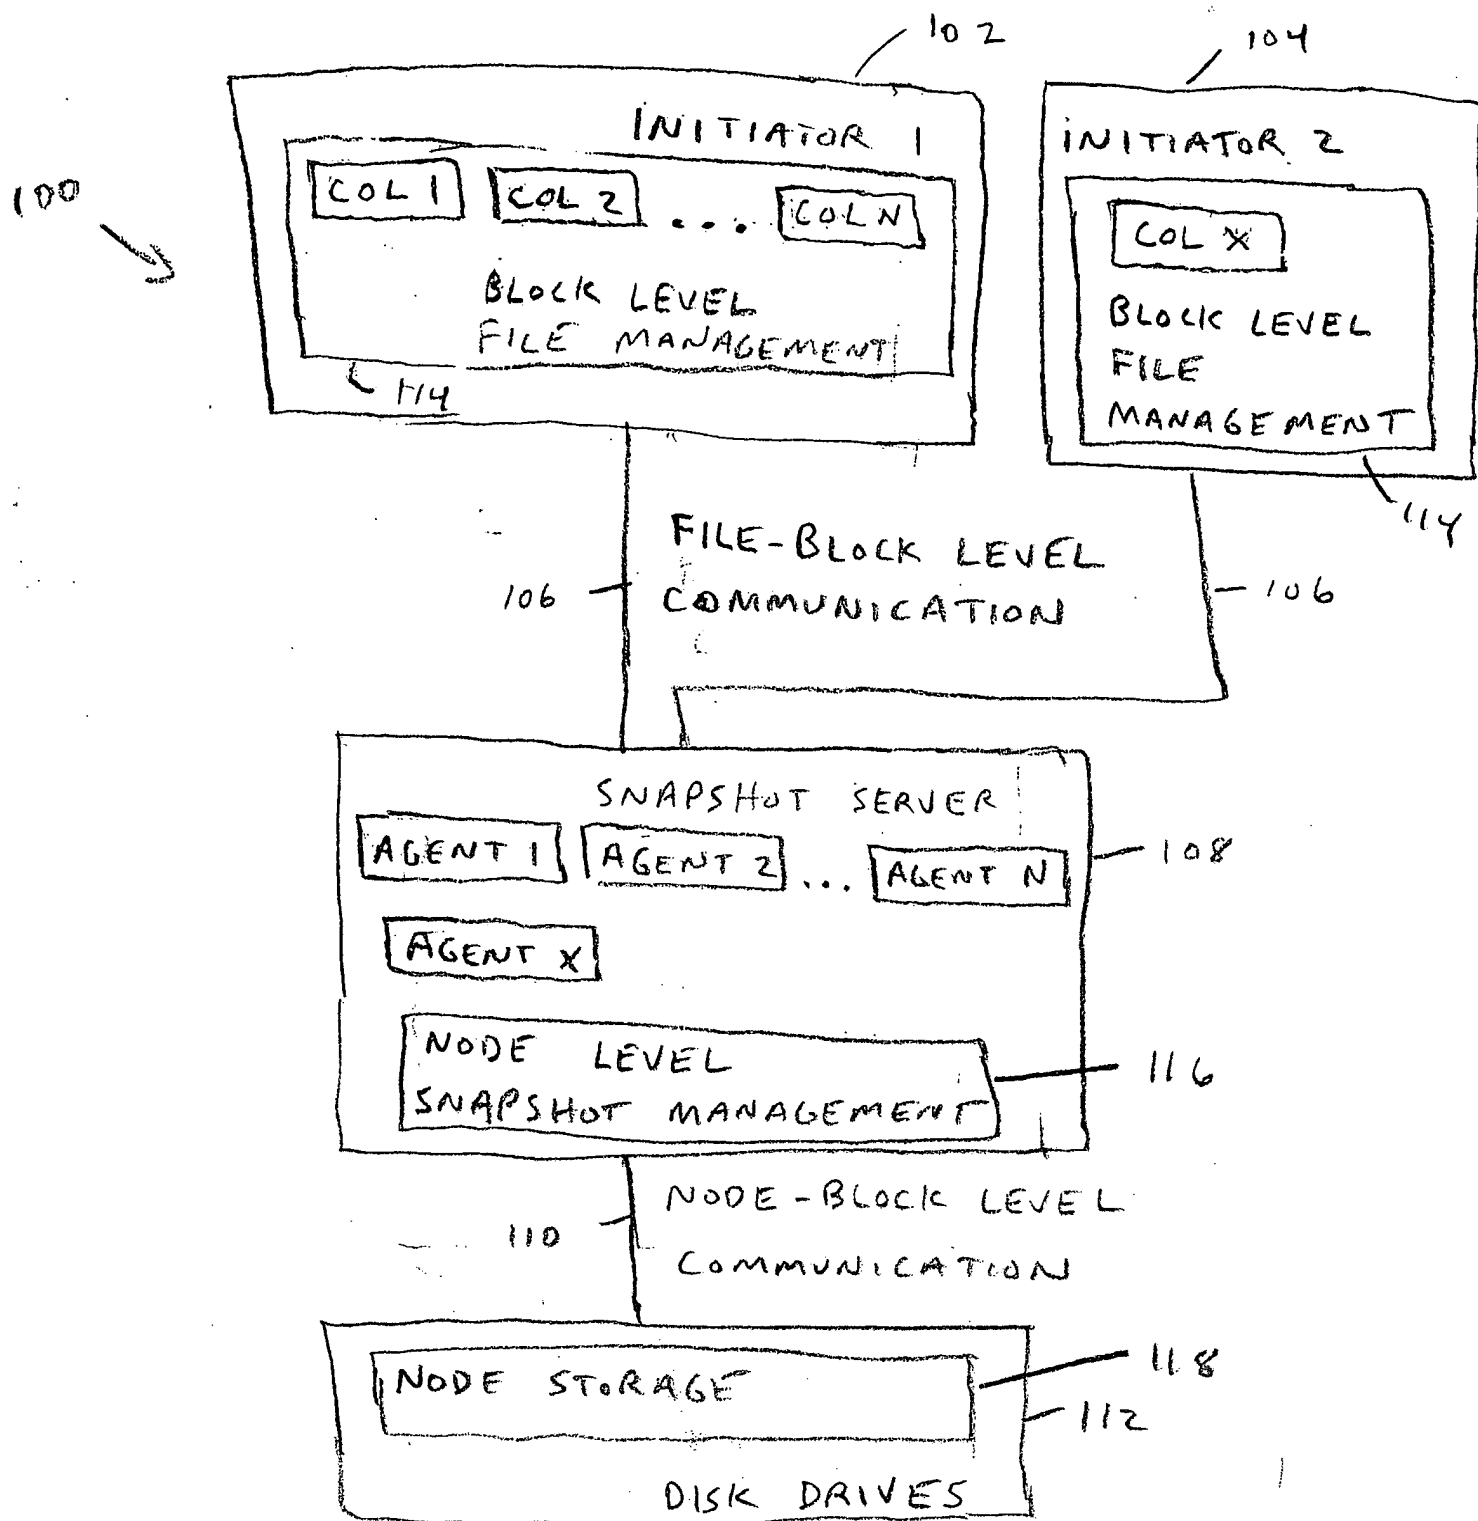 102
104
100
INITIATOR 1
COL 1 COL 2 ... COL N
BLOCK LEVEL
FILE MANAGEMENT
114
INITIATOR 2
COL X
BLOCK LEVEL
FILE
MANAGEMENT
114
FILE-BLOCK LEVEL
COMMUNICATION
106
106
SNAPSHOT SERVER
AGENT 1 AGENT 2 ... AGENT N
108
AGENT X
NODE LEVEL
SNAPSHOT MANAGEMENT
116
NODE-BLOCK LEVEL
COMMUNICATION
110
NODE STORAGE
118
112
DISK DRIVES